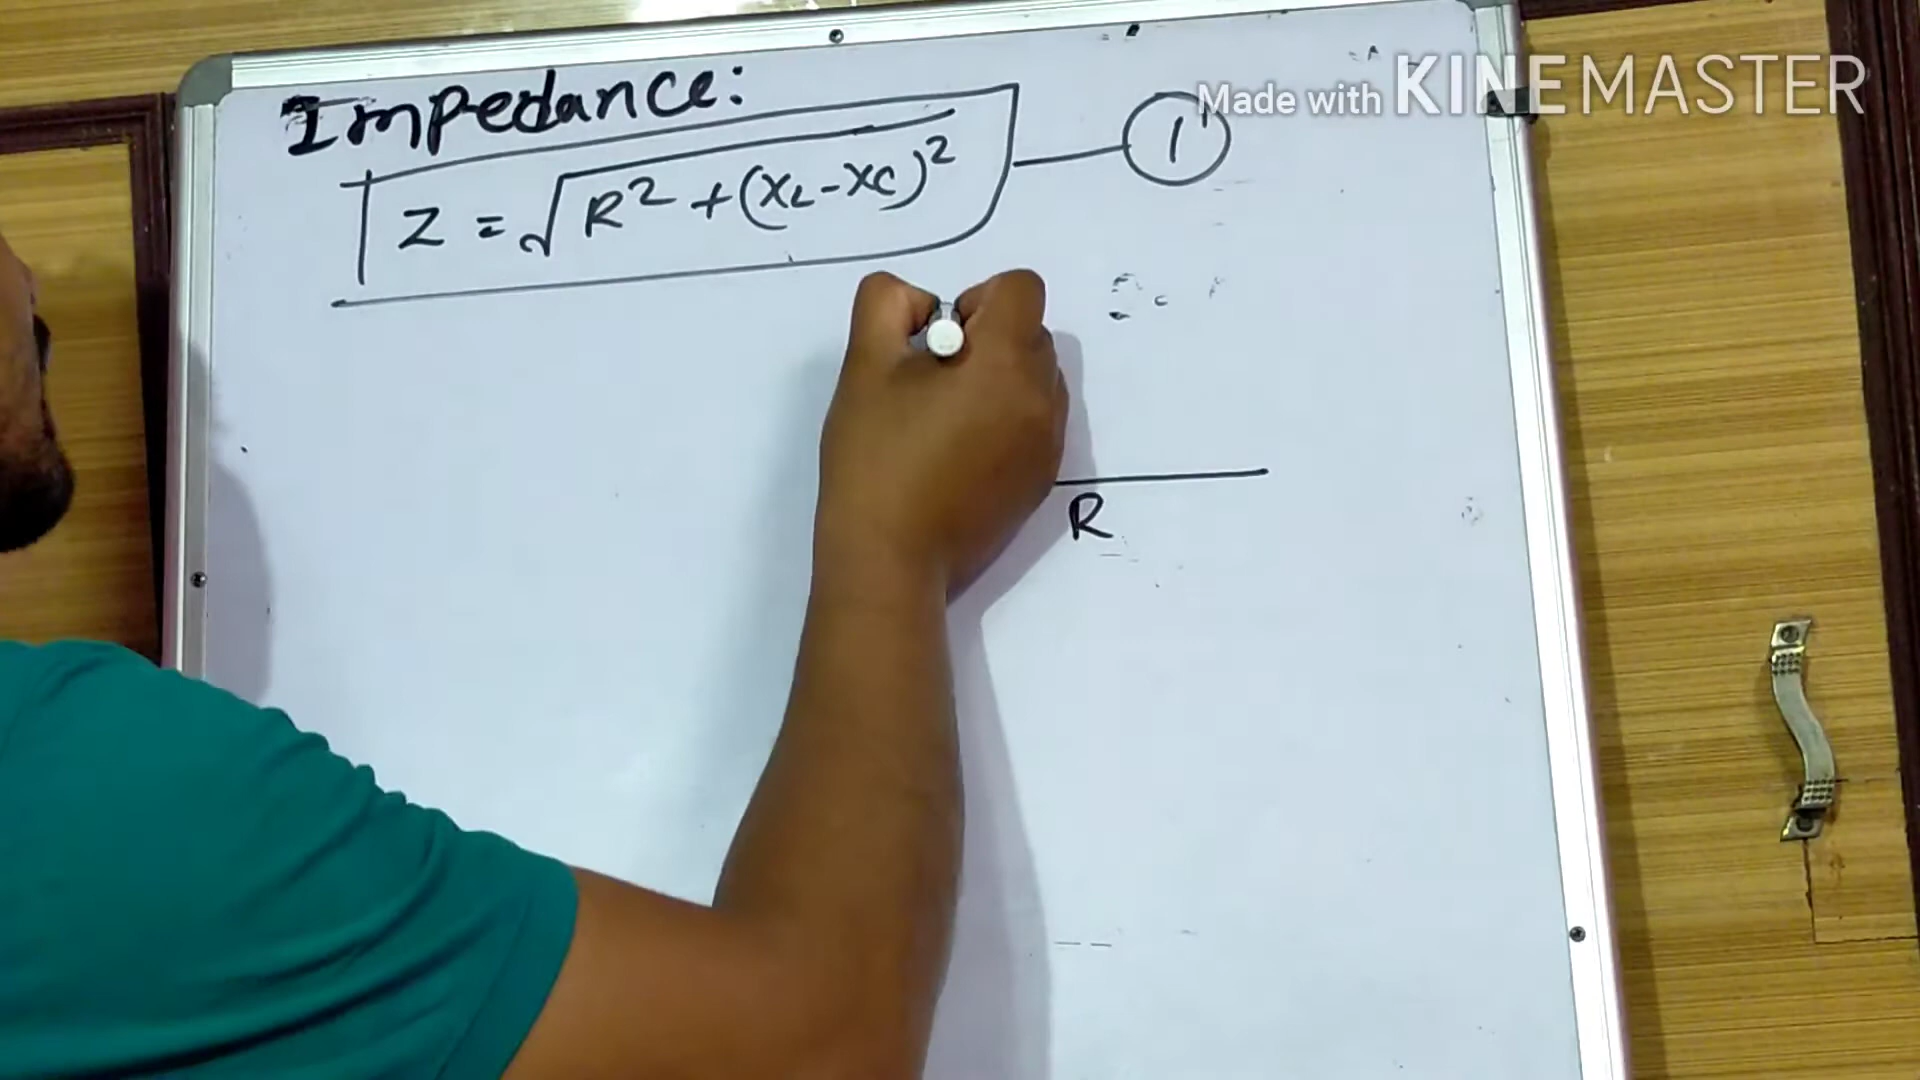 Impedance:
Made with KINEMASTER
Z = √R² + (XL - XC)²
1
R